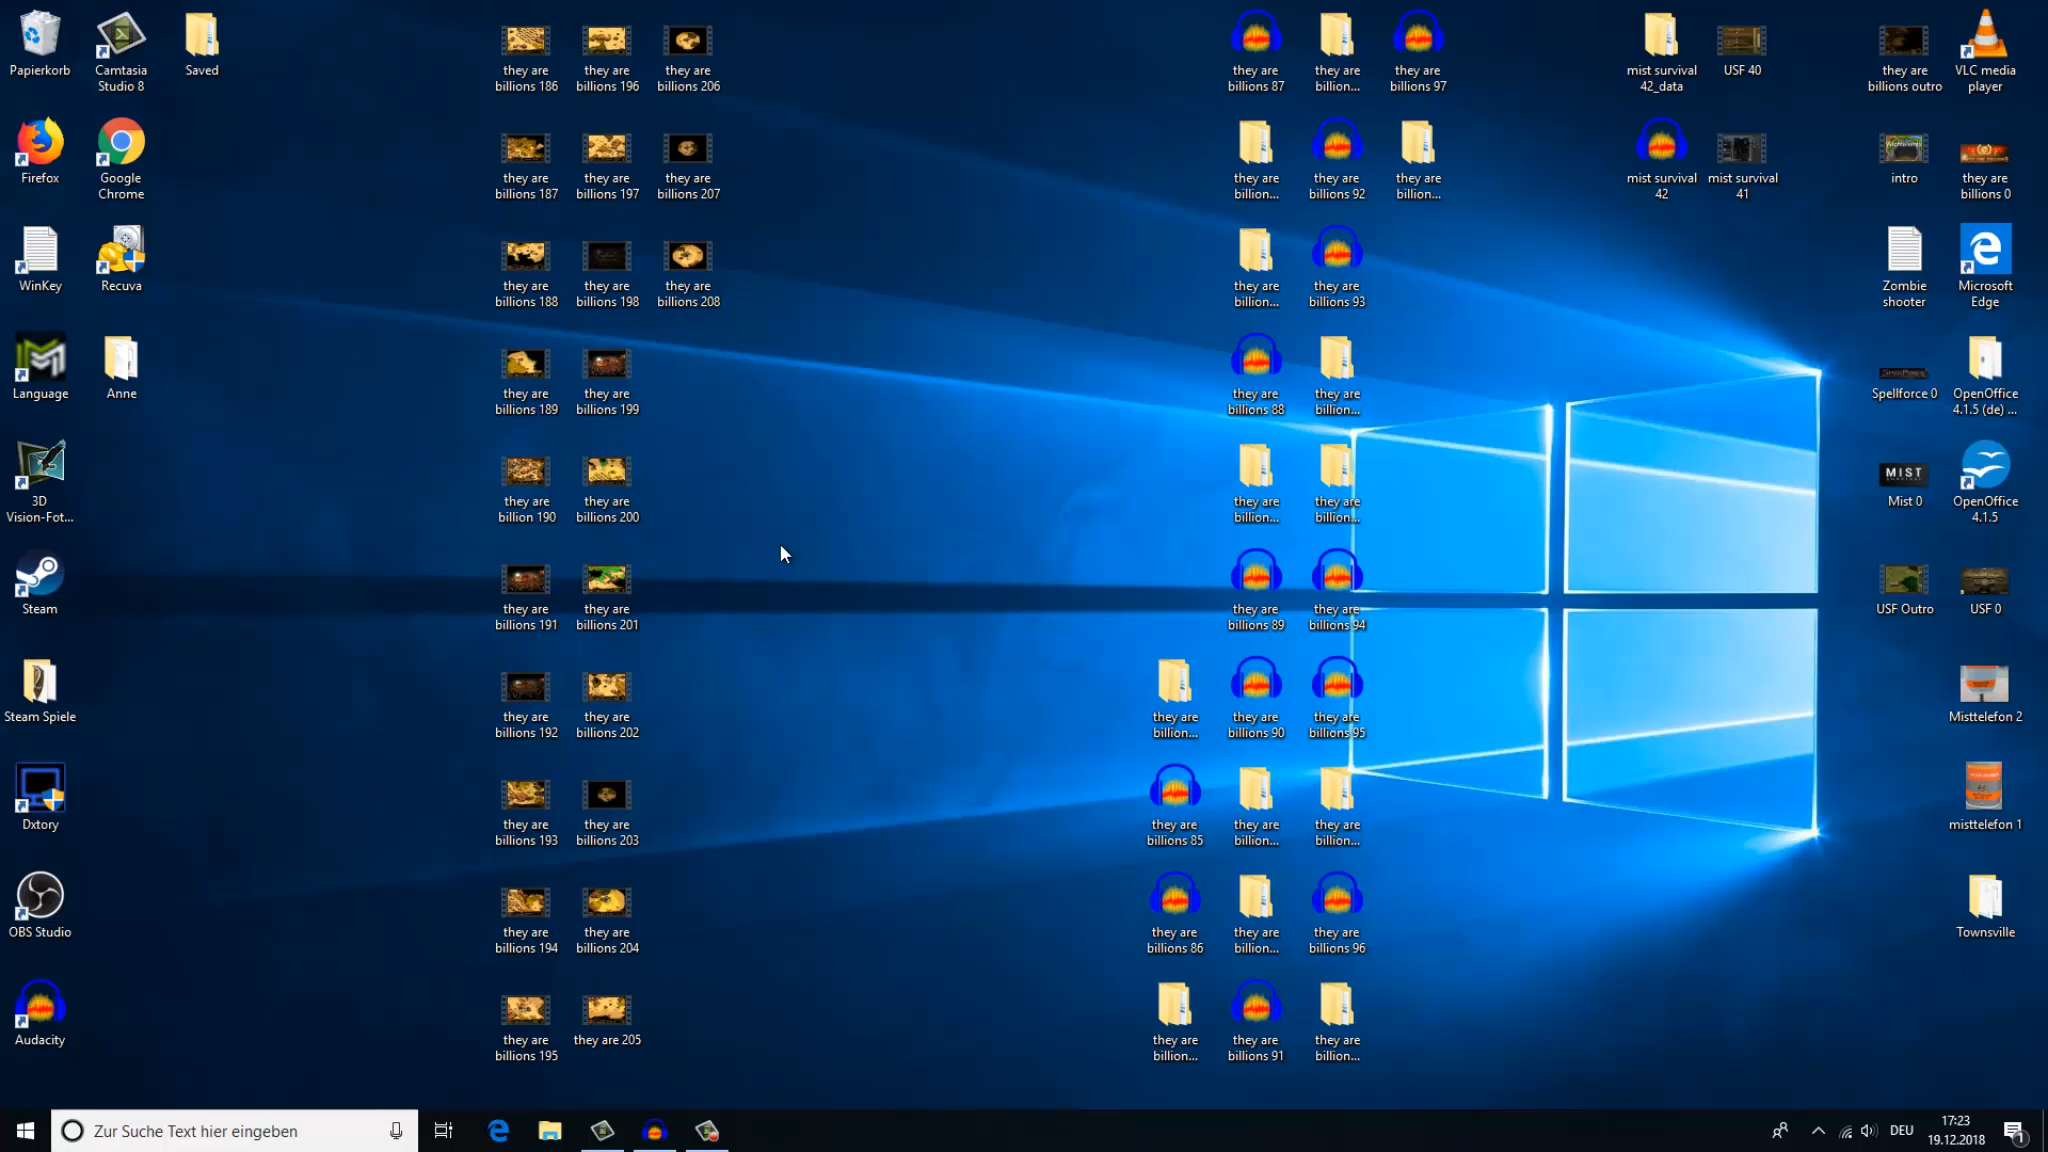 Papierkorb
Camtasia
Studio 8
Saved
Firefox
Google
Chrome
WinKey
Recuva
Language
Anne
3D
Vision-Fot...
Steam
Steam Spiele
Dxtory
OBS Studio
Audacity
they are
billions 186
they are
billions 196
they are
billions 206
they are
billions 187
they are
billions 197
they are
billions 207
they are
billions 188
they are
billions 198
they are
billions 208
they are
billions 189
they are
billions 199
they are
billion 190
they are
billions 200
they are
billions 191
they are
billions 201
they are
billions 192
they are
billions 202
they are
billions 193
they are
billions 203
they are
billions 194
they are
billions 204
they are
billions 195
they are 205
they are
billions 87
they are
billion...
they are
billions 97
they are
billion...
they are
billions 92
they are
billion...
they are
billion...
they are
billions 93
they are
billions 88
they are
billion...
they are
billion...
they are
billion...
they are
billions 89
they are
billions 94
they are
billion...
they are
billions 90
they are
billions 95
they are
billions 85
they are
billion...
they are
billion...
they are
billions 86
they are
billion...
they are
billions 96
they are
billion...
they are
billions 91
they are
billion...
mist survival
42_data
USF 40
mist survival
42
mist survival
41
they are
billions outro
VLC media
player
intro
they are
billions 0
Zombie
shooter
Microsoft
Edge
Spellforce 0
OpenOffice
4.1.5 (de) ...
MIST
Mist 0
OpenOffice
4.1.5
USF Outro
USF 0
Misttelefon 2
misttelefon 1
Townsville
Zur Suche Text hier eingeben
DEU
17:23
19.12.2018
1